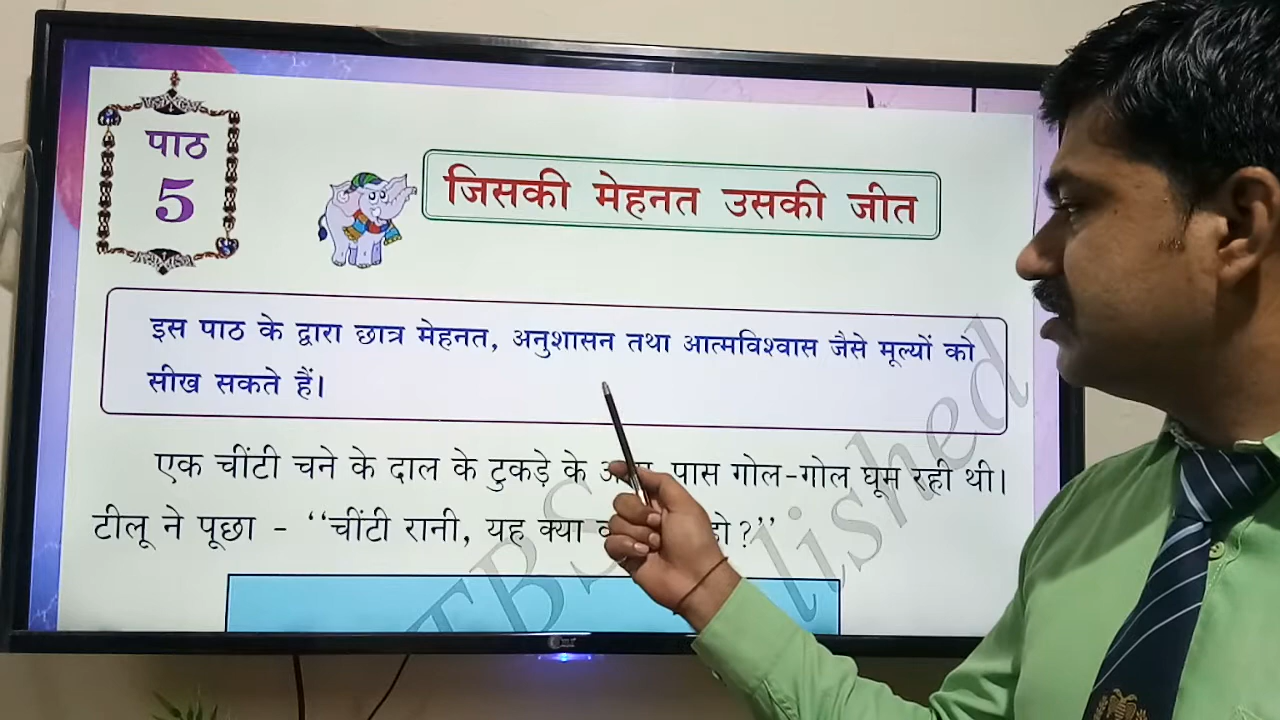 पाठ
5
जिसकी मेहनत उसकी जीत
इस पाठ के द्वारा छात्र मेहनत, अनुशासन तथा आत्मविश्वास जैसे मूल्यों को
सीख सकते हैं।
एक चींटी चने के दाल के टुकड़े के पास गोल-गोल घूम रही थी।
टीलू ने पूछा - ‘‘चींटी रानी, यह क्या हो?’’